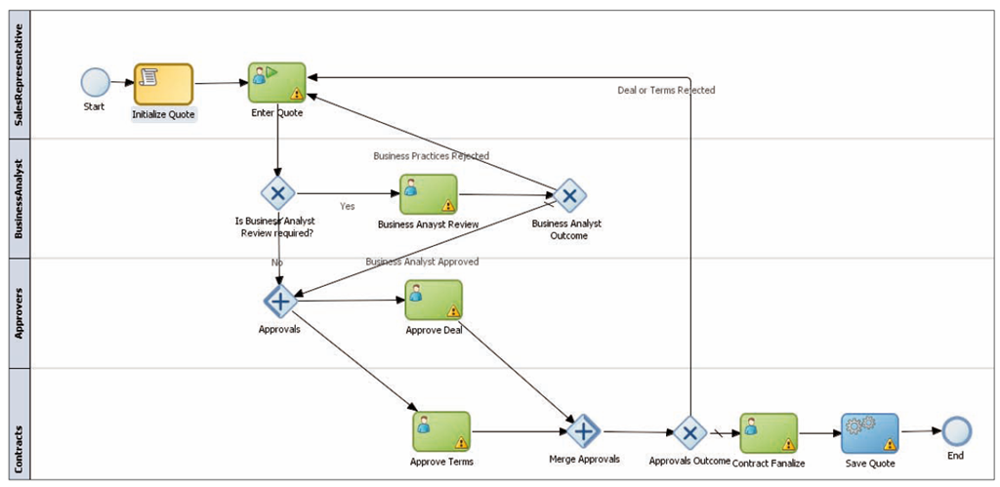 SalesRepresentative
Start
Initialize Quote
Enter Quote
Deal or Terms Rejected
BusinessAnalyst
Business Practices Rejected
Yes
Is Business Analyst
Review required?
Business Anayst Review
Business Analyst
Outcome
No
Business Analyst Approved
Approvers
Approvals
Approve Deal
Contracts
Approve Terms
Merge Approvals
Approvals Outcome
Contract Fanalize
Save Quote
End